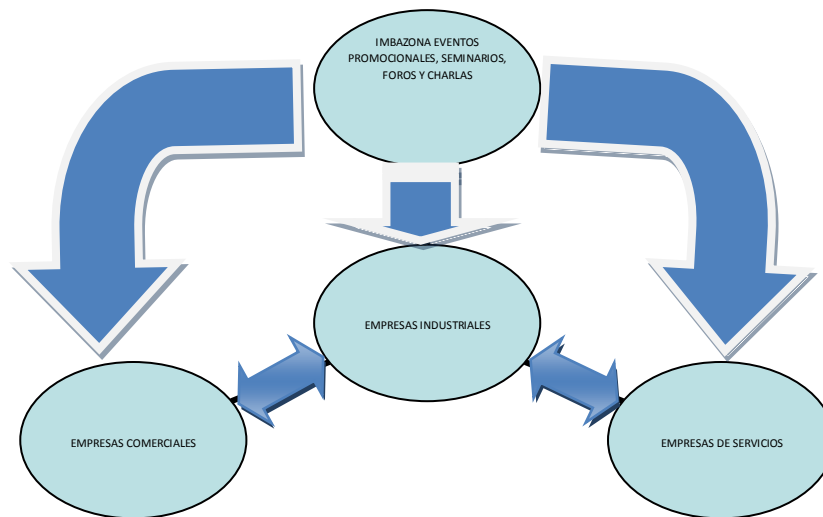 IMBAZONA EVENTOS
PROMOCIONALES, SEMINARIOS,
FOROS Y CHARLAS
EMPRESAS INDUSTRIALES
EMPRESAS COMERCIALES
EMPRESAS DE SERVICIOS